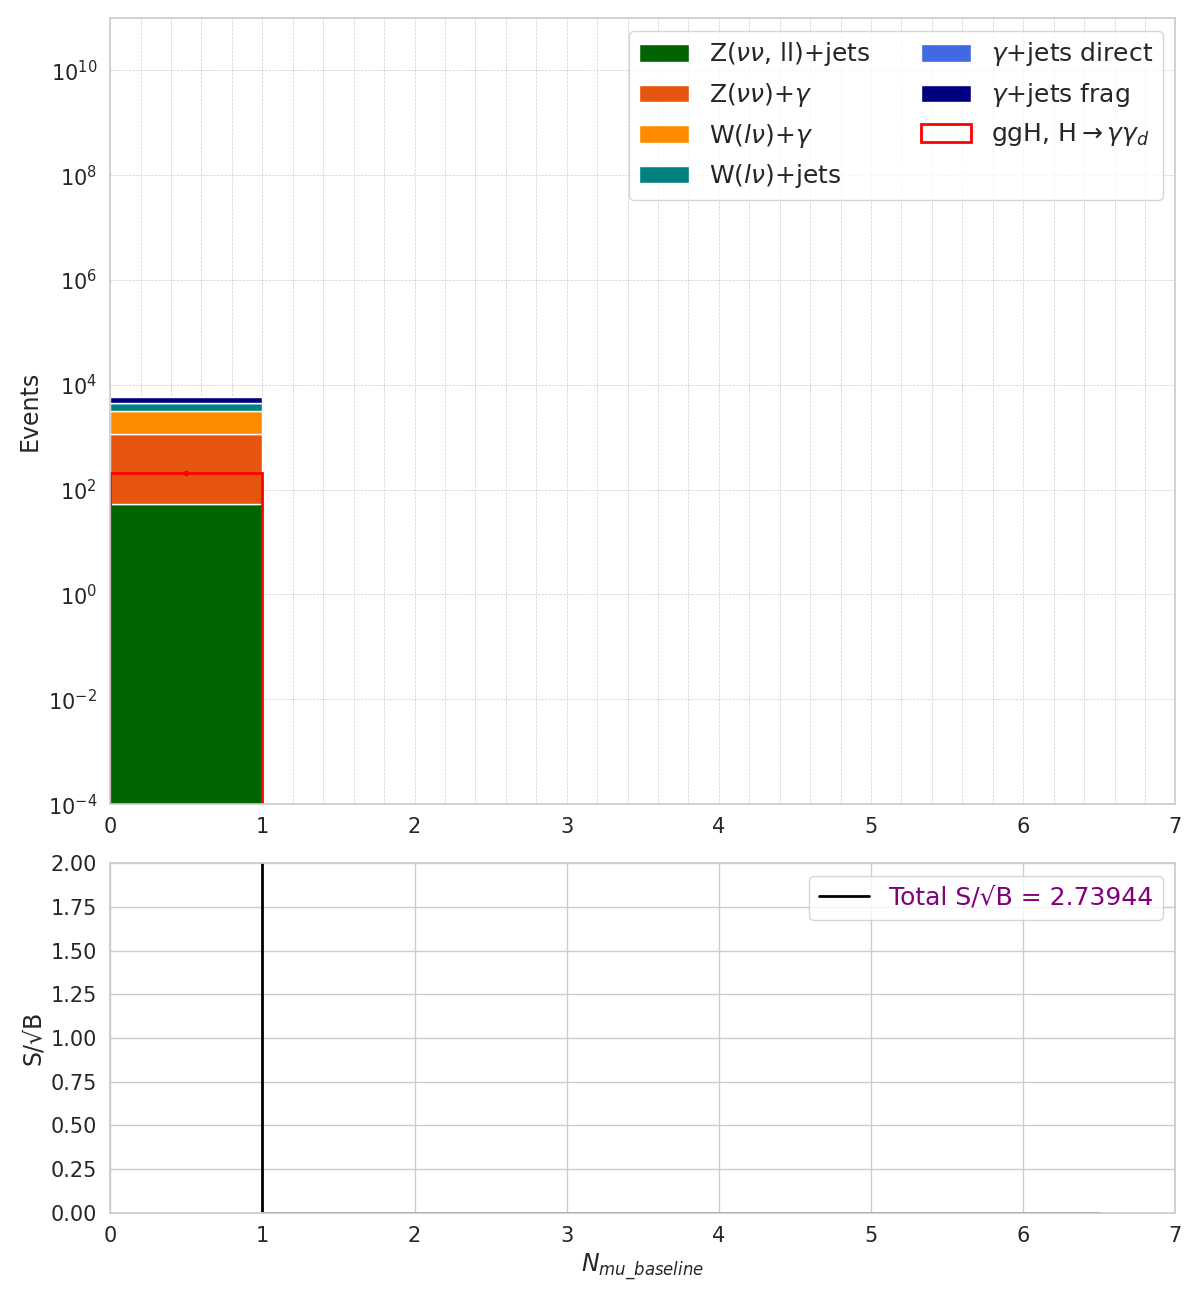 Z(νν, ll)+jets
Z(νν)+γ
W(lν)+γ
W(lν)+jets
γ+jets direct
γ+jets frag
ggH, H→γγ_d
Events
10^10
10^8
10^6
10^4
10^2
10^0
10^−2
10^−4
0 1 2 3 4 5 6 7
Total S/√B = 2.73944
S/√B
2.00
1.75
1.50
1.25
1.00
0.75
0.50
0.25
0.00
0 1 2 3 4 5 6 7
N_mu_baseline